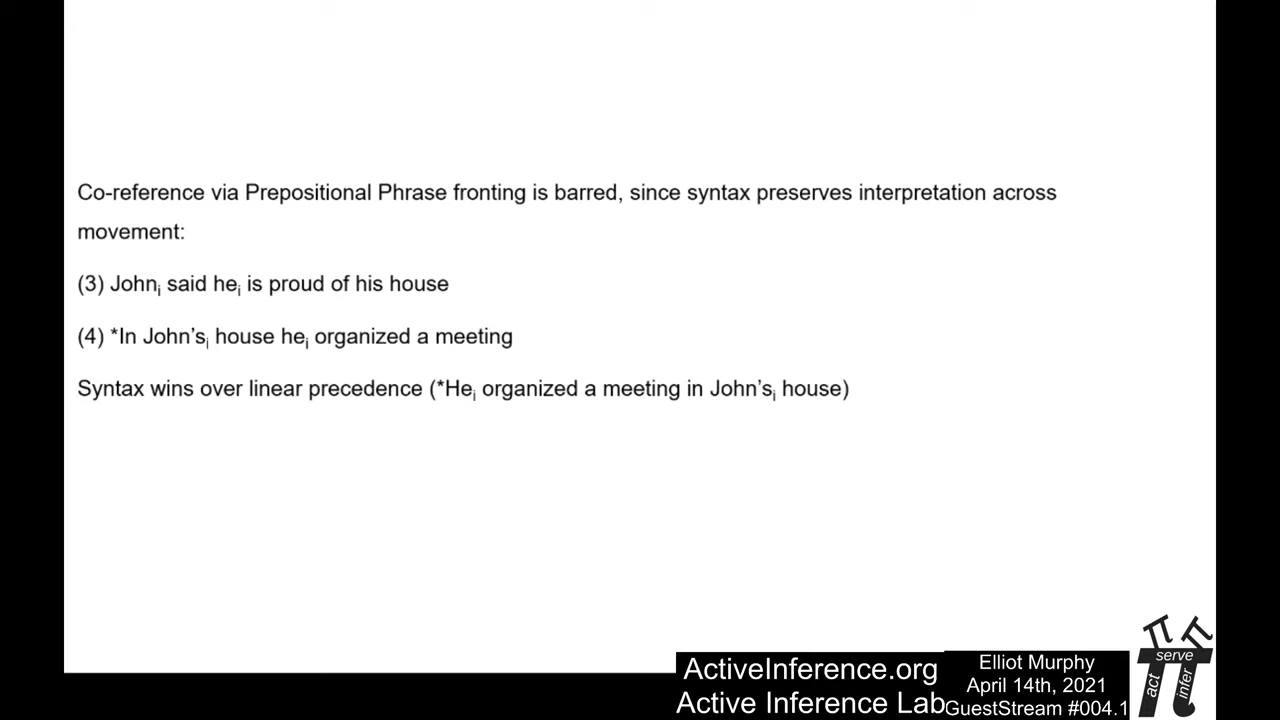 Co-reference via Prepositional Phrase fronting is barred, since syntax preserves interpretation across
movement:
(3) Johnᵢ said heᵢ is proud of his house
(4) *In John’sᵢ house heᵢ organized a meeting
Syntax wins over linear precedence (*Heᵢ organized a meeting in John’sᵢ house)
ActiveInference.org
Active Inference Lab
Elliot Murphy
April 14th, 2021
GuestStream #004.1
serve
act
infer